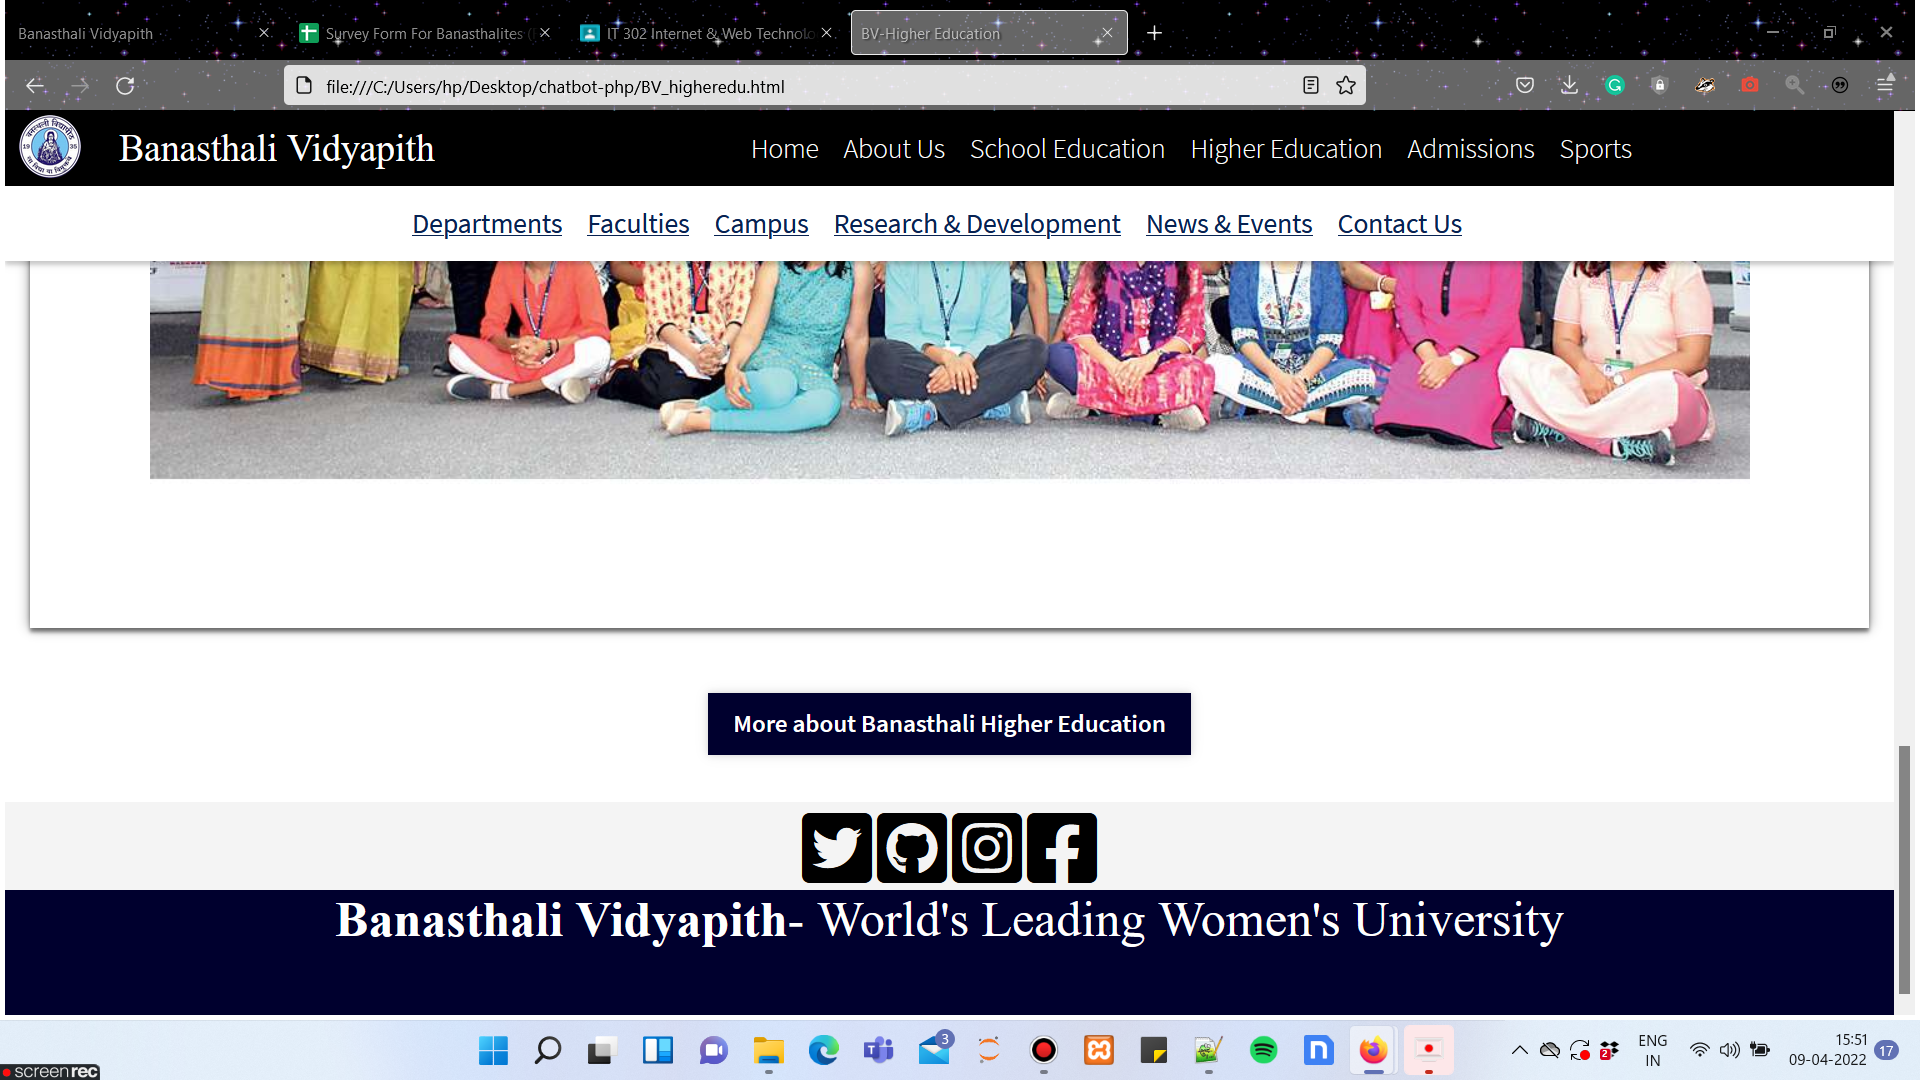 Banasthali Vidyapith
Survey Form For Banasthalites
IT 302 Internet & Web Technolo
BV-Higher Education
file:///C:/Users/hp/Desktop/chatbot-php/BV_higheredu.html
Banasthali Vidyapith
Home About Us School Education Higher Education Admissions Sports
Departments Faculties Campus Research & Development News & Events Contact Us
More about Banasthali Higher Education
Banasthali Vidyapith- World's Leading Women's University
3
2
ENG
IN
15:51
09-04-2022
17
screenrec